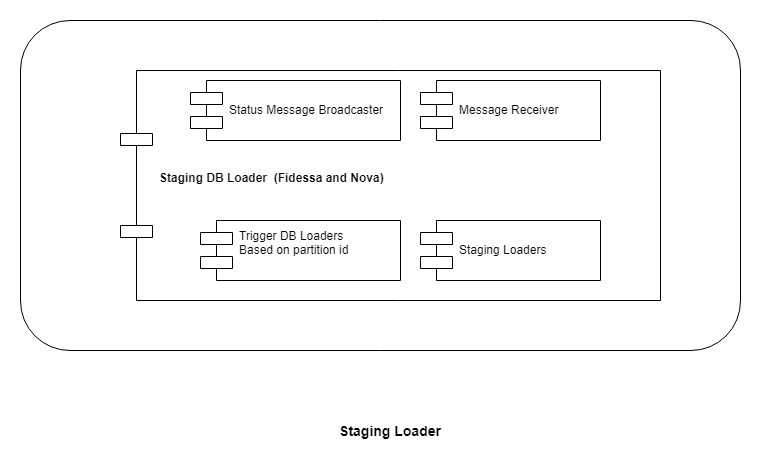 Status Message Broadcaster
Message Receiver
Staging DB Loader  (Fidessa and Nova)
Trigger DB Loaders
Based on partition id
Staging Loaders
Staging Loader